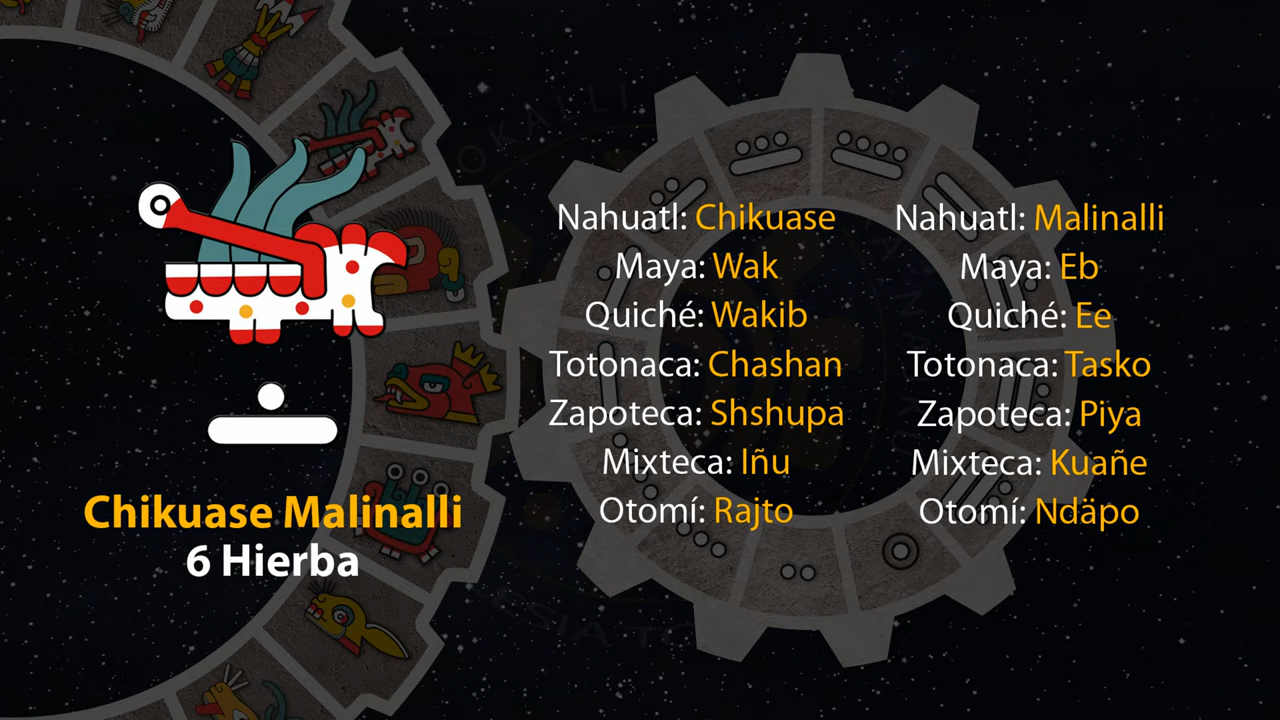 Nahuatl: Chikuase
Maya: Wak
Quiché: Wakib
Totonaca: Chashan
Zapoteca: Shshupa
Mixteca: Iñu
Otomí: Rajto
Nahuatl: Malinalli
Maya: Eb
Quiché: Ee
Totonaca: Tasko
Zapoteca: Piya
Mixteca: Kuañe
Otomí: Ndäpo
Chikuase Malinalli
6 Hierba